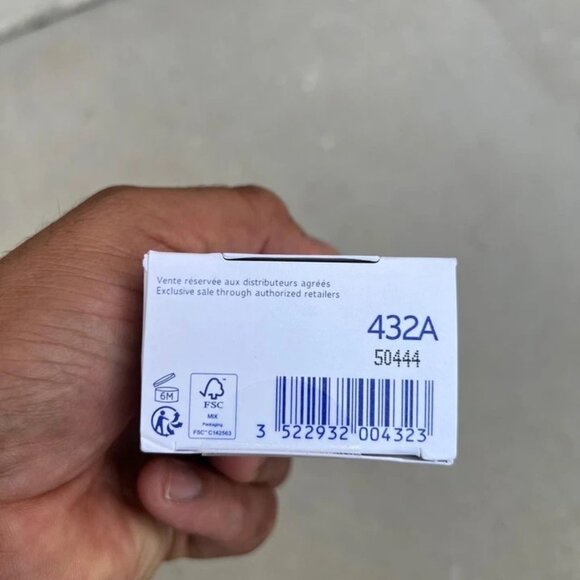 Vente réservée aux distributeurs agréés
Exclusive sale through authorized retailers
432A
50444
6M
FSC
MIX
Packaging
FSC™ C142563
3 522932 004323